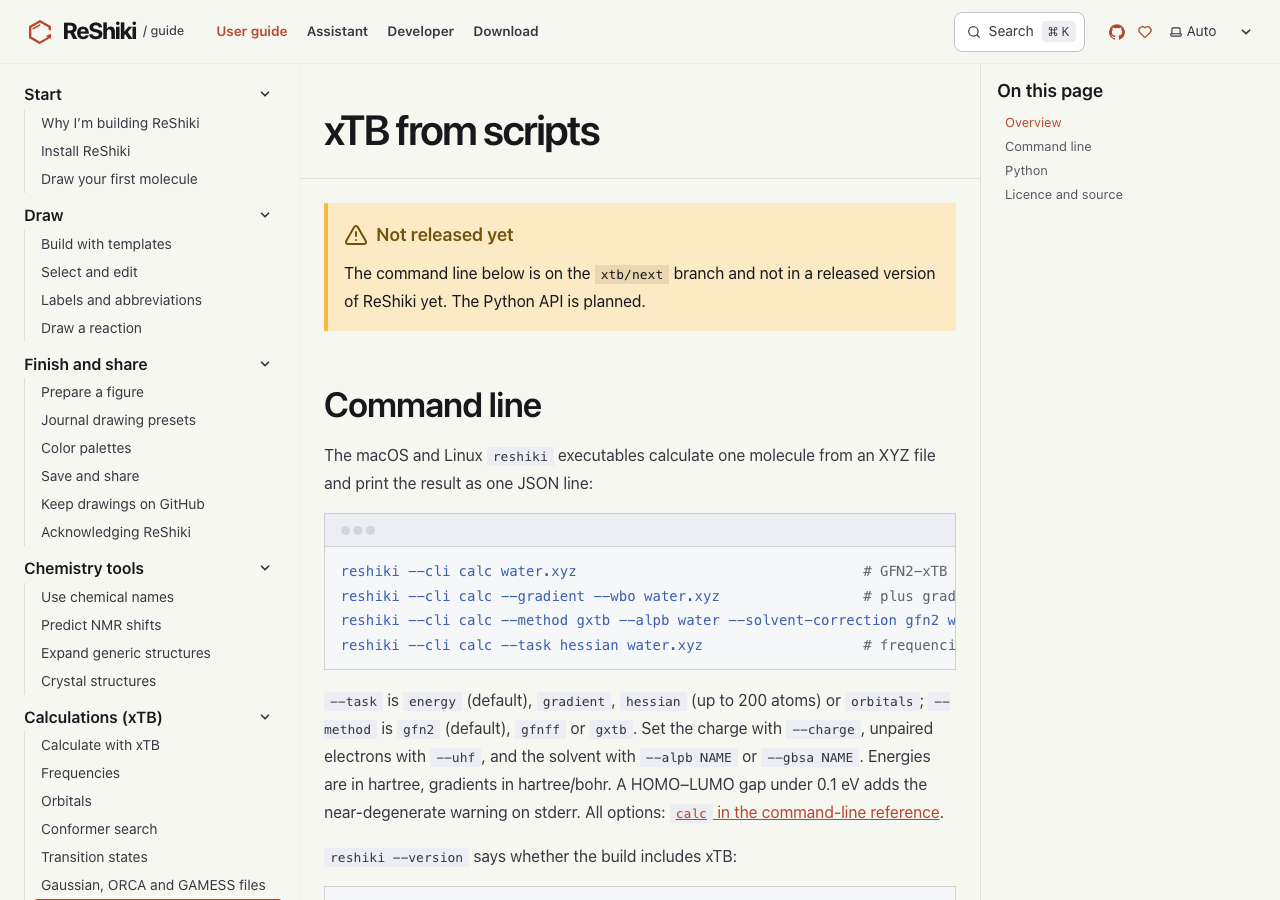 ReShiki / guide
User guide
Assistant
Developer
Download
Search ⌘ K
Auto
Start
Why I'm building ReShiki
Install ReShiki
Draw your first molecule
Draw
Build with templates
Select and edit
Labels and abbreviations
Draw a reaction
Finish and share
Prepare a figure
Journal drawing presets
Color palettes
Save and share
Keep drawings on GitHub
Acknowledging ReShiki
Chemistry tools
Use chemical names
Predict NMR shifts
Expand generic structures
Crystal structures
Calculations (xTB)
Calculate with xTB
Frequencies
Orbitals
Conformer search
Transition states
Gaussian, ORCA and GAMESS files
xTB from scripts
Not released yet
The command line below is on the xtb/next branch and not in a released version
of ReShiki yet. The Python API is planned.
Command line
The macOS and Linux reshiki executables calculate one molecule from an XYZ file
and print the result as one JSON line:
reshiki --cli calc water.xyz # GFN2-xTB
reshiki --cli calc --gradient --wbo water.xyz # plus grad
reshiki --cli calc --method gxtb --alpb water --solvent-correction gfn2 w
reshiki --cli calc --task hessian water.xyz # frequenci
--task is energy (default), gradient, hessian (up to 200 atoms) or orbitals; --
method is gfn2 (default), gfnff or gxtb. Set the charge with --charge, unpaired
electrons with --uhf, and the solvent with --alpb NAME or --gbsa NAME. Energies
are in hartree, gradients in hartree/bohr. A HOMO–LUMO gap under 0.1 eV adds the
near-degenerate warning on stderr. All options: calc in the command-line reference.
reshiki --version says whether the build includes xTB:
On this page
Overview
Command line
Python
Licence and source